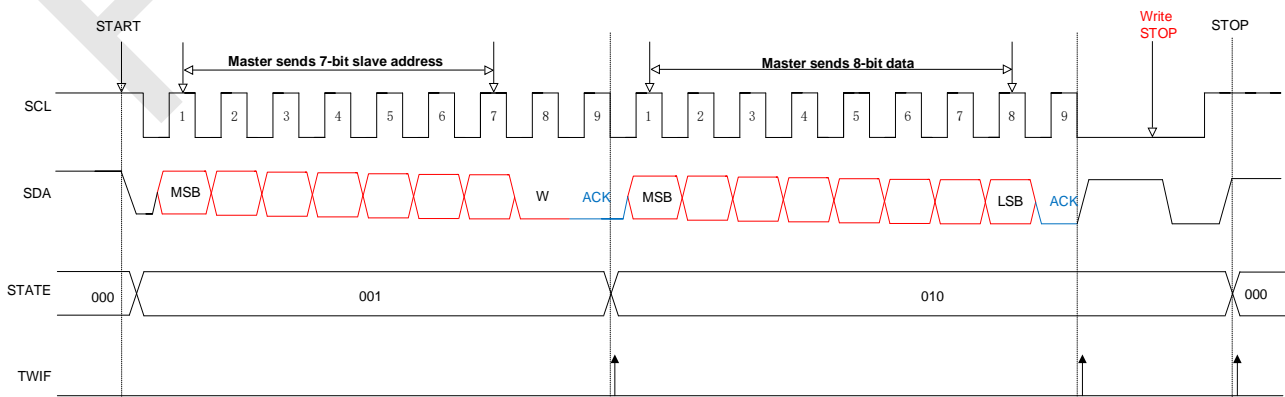 START
Write
STOP
STOP
Master sends 7-bit slave address
Master sends 8-bit data
SCL
1 2 3 4 5 6 7 8 9 1 2 3 4 5 6 7 8 9
SDA
MSB W ACK MSB LSB ACK
STATE
000 001 010 000
TWIF